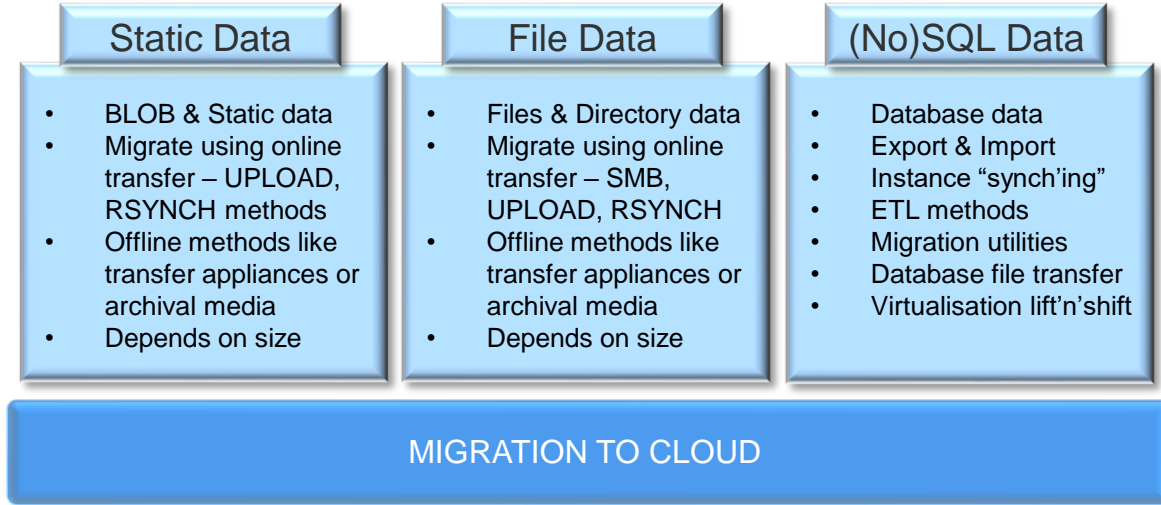 Static Data
• BLOB & Static data
• Migrate using online
transfer – UPLOAD,
RSYNCH methods
• Offline methods like
transfer appliances or
archival media
• Depends on size
File Data
• Files & Directory data
• Migrate using online
transfer – SMB,
UPLOAD, RSYNCH
• Offline methods like
transfer appliances or
archival media
• Depends on size
(No)SQL Data
• Database data
• Export & Import
• Instance “synch’ing”
• ETL methods
• Migration utilities
• Database file transfer
• Virtualisation lift’n’shift
MIGRATION TO CLOUD